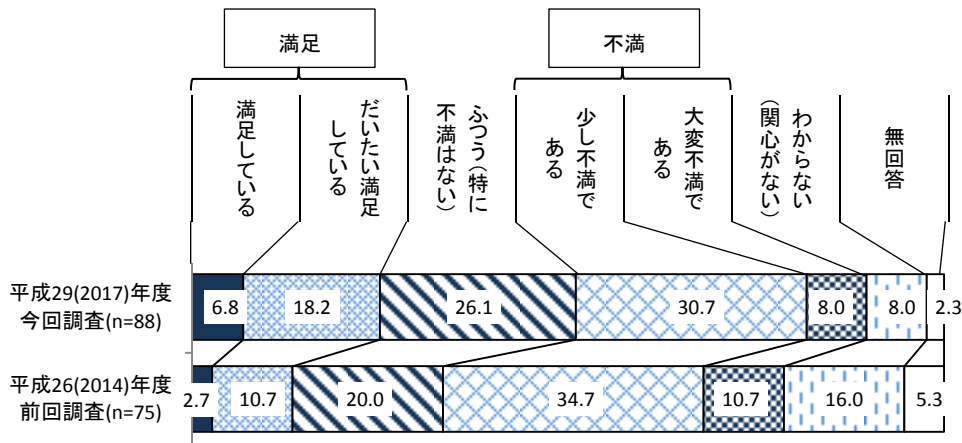 満足
不満
満足している
だいたい満足
している
ふつう(特に
不満はない)
少し不満で
ある
大変不満で
ある
わからない
(関心がない)
無回答
平成29(2017)年度
今回調査(n=88)
6.8
18.2
26.1
30.7
8.0
8.0
2.3
平成26(2014)年度
前回調査(n=75)
2.7
10.7
20.0
34.7
10.7
16.0
5.3